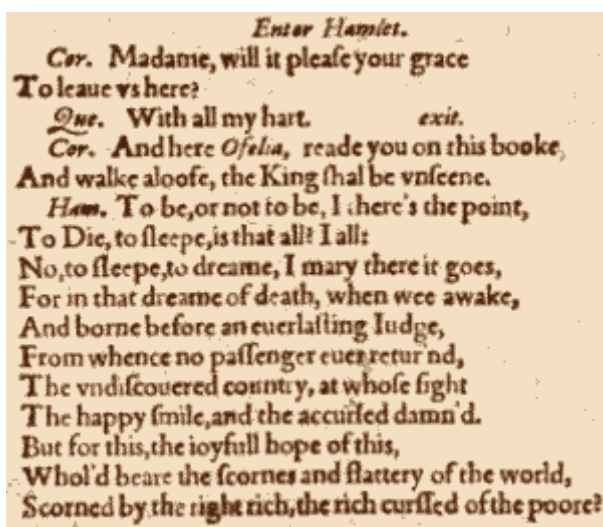 Enter Hamlet.
Cor. Madame, will it pleaſe your grace
To leaue vs here?
Que. With all my hart. exit.
Cor. And here Ofelia, reade you on this booke,
And walke aloofe, the King ſhal be vnſeene.
Ham. To be, or not to be, I there's the point,
To Die, to ſleepe, is that all? I all:
No, to ſleepe, to dreame, I mary there it goes,
For in that dreame of death, when wee awake,
And borne before an euerlaſting Iudge,
From whence no paſſenger euer retur'nd,
The vndiſcouered country, at whoſe ſight
The happy ſmile, and the accurſed damn'd.
But for this, the ioyfull hope of this,
Whol'd beare the ſcornes and flattery of the world,
Scorned by the right rich, the rich curſſed of the poore?